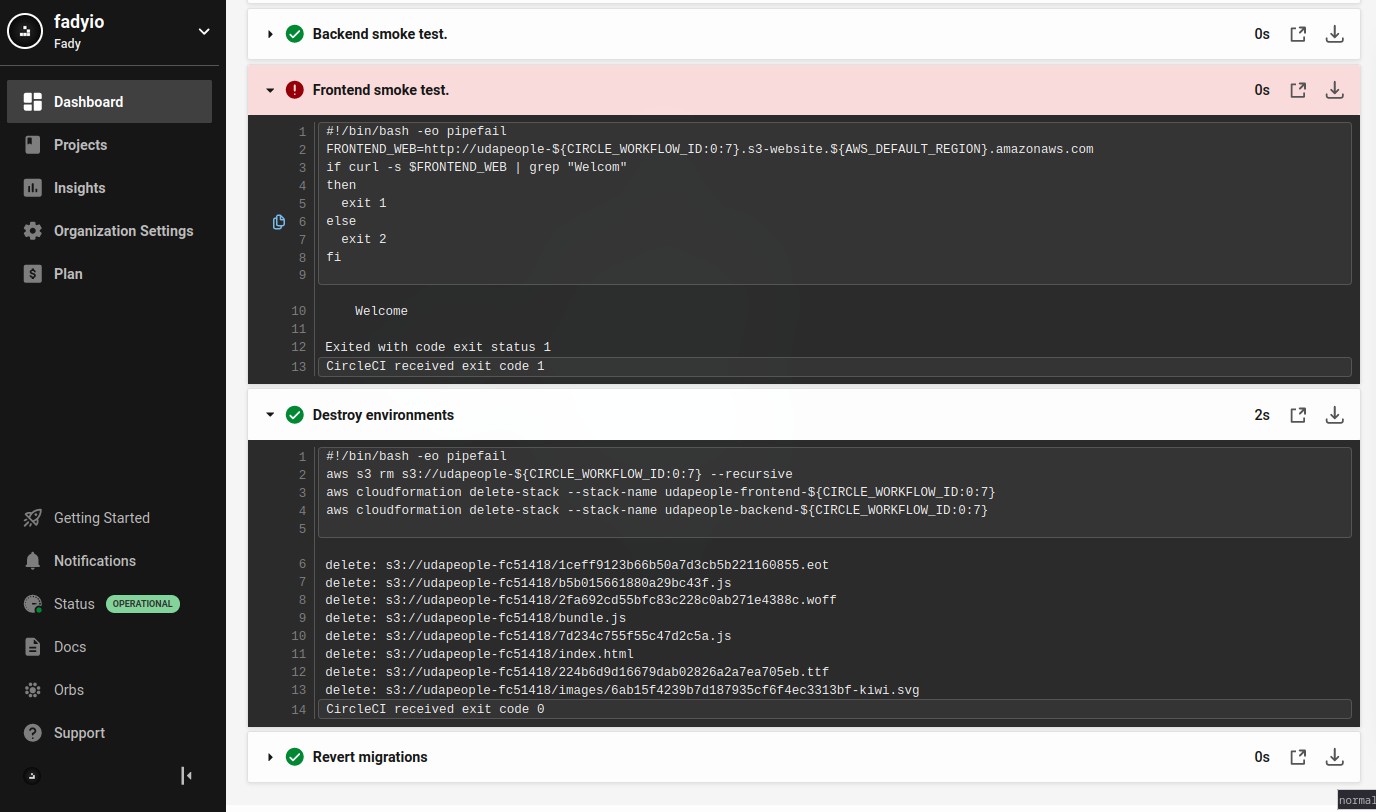 fadyio
Fady
Dashboard
Projects
Insights
Organization Settings
Plan
Getting Started
Notifications
Status OPERATIONAL
Docs
Orbs
Support
Backend smoke test. 0s
Frontend smoke test. 0s
1 #!/bin/bash -eo pipefail
2 FRONTEND_WEB=http://udapeople-${CIRCLE_WORKFLOW_ID:0:7}.s3-website.${AWS_DEFAULT_REGION}.amazonaws.com
3 if curl -s $FRONTEND_WEB | grep "Welcom"
4 then
5   exit 1
6 else
7   exit 2
8 fi
9
10     Welcome
11
12 Exited with code exit status 1
13 CircleCI received exit code 1
Destroy environments 2s
1 #!/bin/bash -eo pipefail
2 aws s3 rm s3://udapeople-${CIRCLE_WORKFLOW_ID:0:7} --recursive
3 aws cloudformation delete-stack --stack-name udapeople-frontend-${CIRCLE_WORKFLOW_ID:0:7}
4 aws cloudformation delete-stack --stack-name udapeople-backend-${CIRCLE_WORKFLOW_ID:0:7}
5
6 delete: s3://udapeople-fc51418/1ceff9123b66b50a7d3cb5b221160855.eot
7 delete: s3://udapeople-fc51418/b5b015661880a29bc43f.js
8 delete: s3://udapeople-fc51418/2fa692cd55bfc83c228c0ab271e4388c.woff
9 delete: s3://udapeople-fc51418/bundle.js
10 delete: s3://udapeople-fc51418/7d234c755f55c47d2c5a.js
11 delete: s3://udapeople-fc51418/index.html
12 delete: s3://udapeople-fc51418/224b6d9d16679dab02826a2a7ea705eb.ttf
13 delete: s3://udapeople-fc51418/images/6ab15f4239b7d187935cf6f4ec3313bf-kiwi.svg
14 CircleCI received exit code 0
Revert migrations 0s
normal